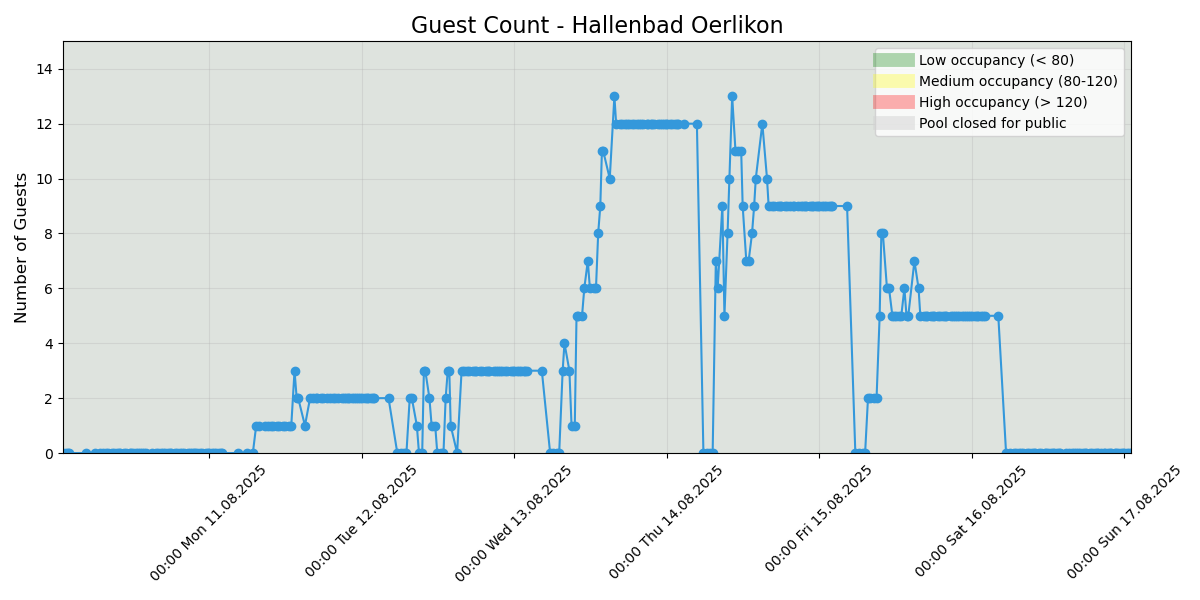 Guest Count - Hallenbad Oerlikon
Low occupancy (< 80)
Medium occupancy (80-120)
High occupancy (> 120)
Pool closed for public
Number of Guests
14
12
10
8
6
4
2
0
00:00 Mon 11.08.2025
00:00 Tue 12.08.2025
00:00 Wed 13.08.2025
00:00 Thu 14.08.2025
00:00 Fri 15.08.2025
00:00 Sat 16.08.2025
00:00 Sun 17.08.2025